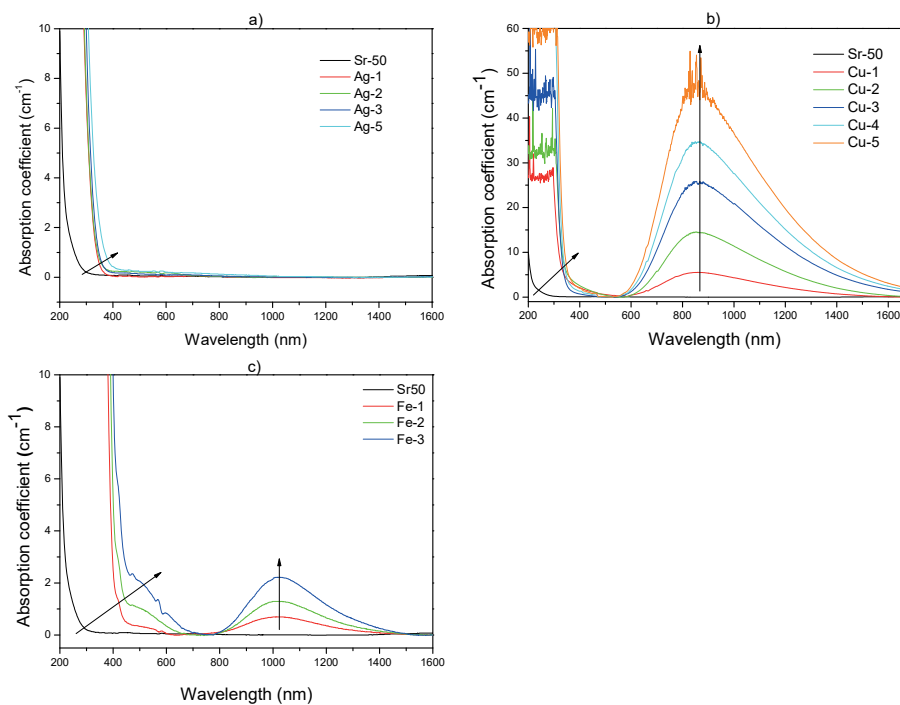 a)
Absorption coefficient (cm⁻¹)
10
8
6
4
2
0
Sr-50
Ag-1
Ag-2
Ag-3
Ag-5
200 400 600 800 1000 1200 1400 1600
Wavelength (nm)
b)
Absorption coefficient (cm⁻¹)
60
50
40
30
20
10
0
Sr-50
Cu-1
Cu-2
Cu-3
Cu-4
Cu-5
200 400 600 800 1000 1200 1400 1600
Wavelength (nm)
c)
Absorption coefficient (cm⁻¹)
10
8
6
4
2
0
Sr50
Fe-1
Fe-2
Fe-3
200 400 600 800 1000 1200 1400 1600
Wavelength (nm)